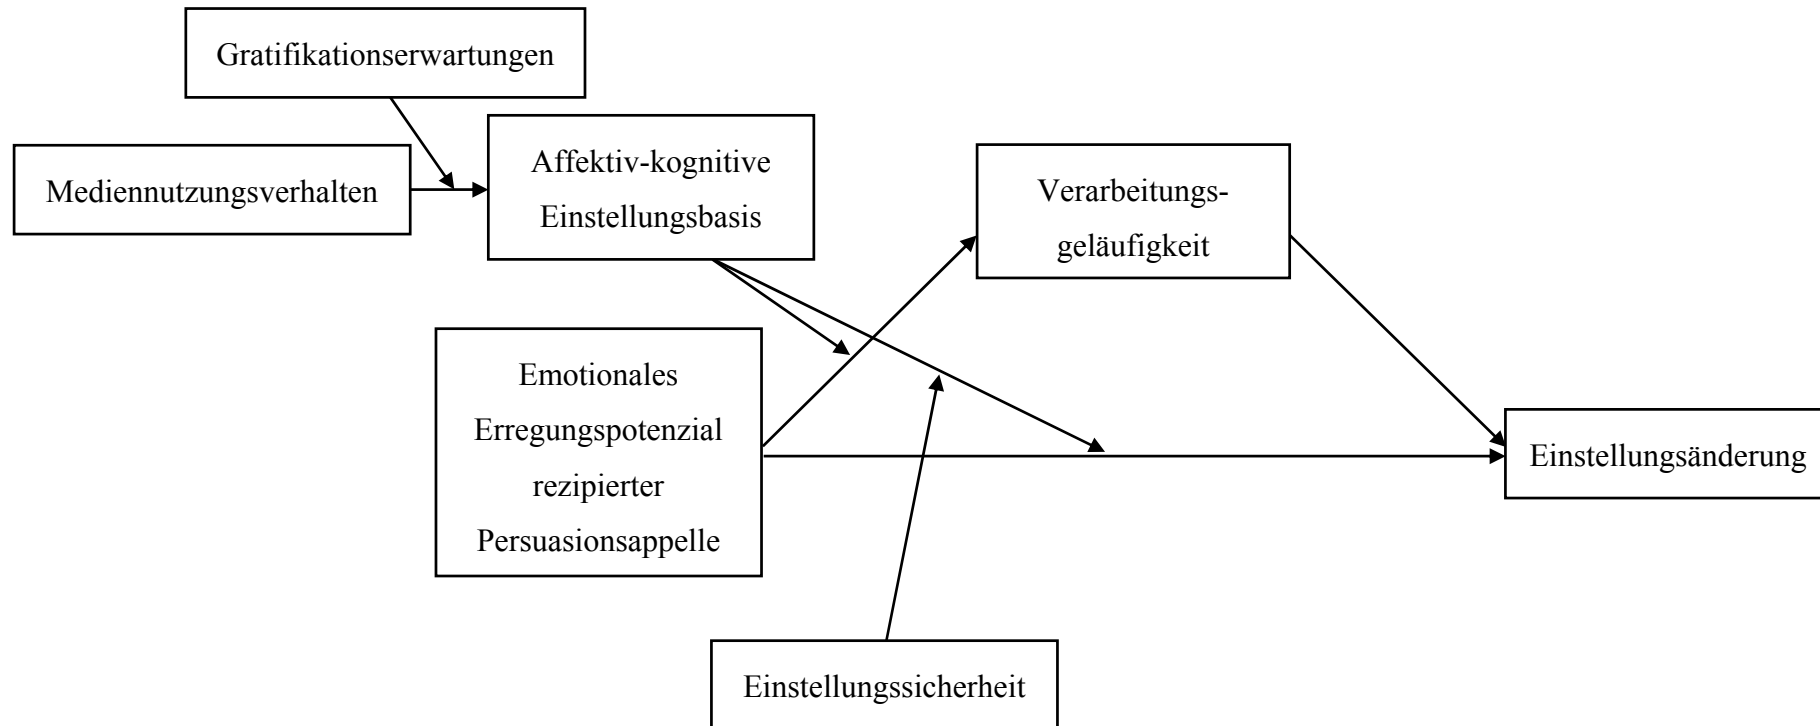 Gratifikationserwartungen
Mediennutzungsverhalten
Affektiv-kognitive
Einstellungsbasis
Verarbeitungs-
geläufigkeit
Emotionales
Erregungspotenzial
rezipierter
Persuasionsappelle
Einstellungsänderung
Einstellungssicherheit